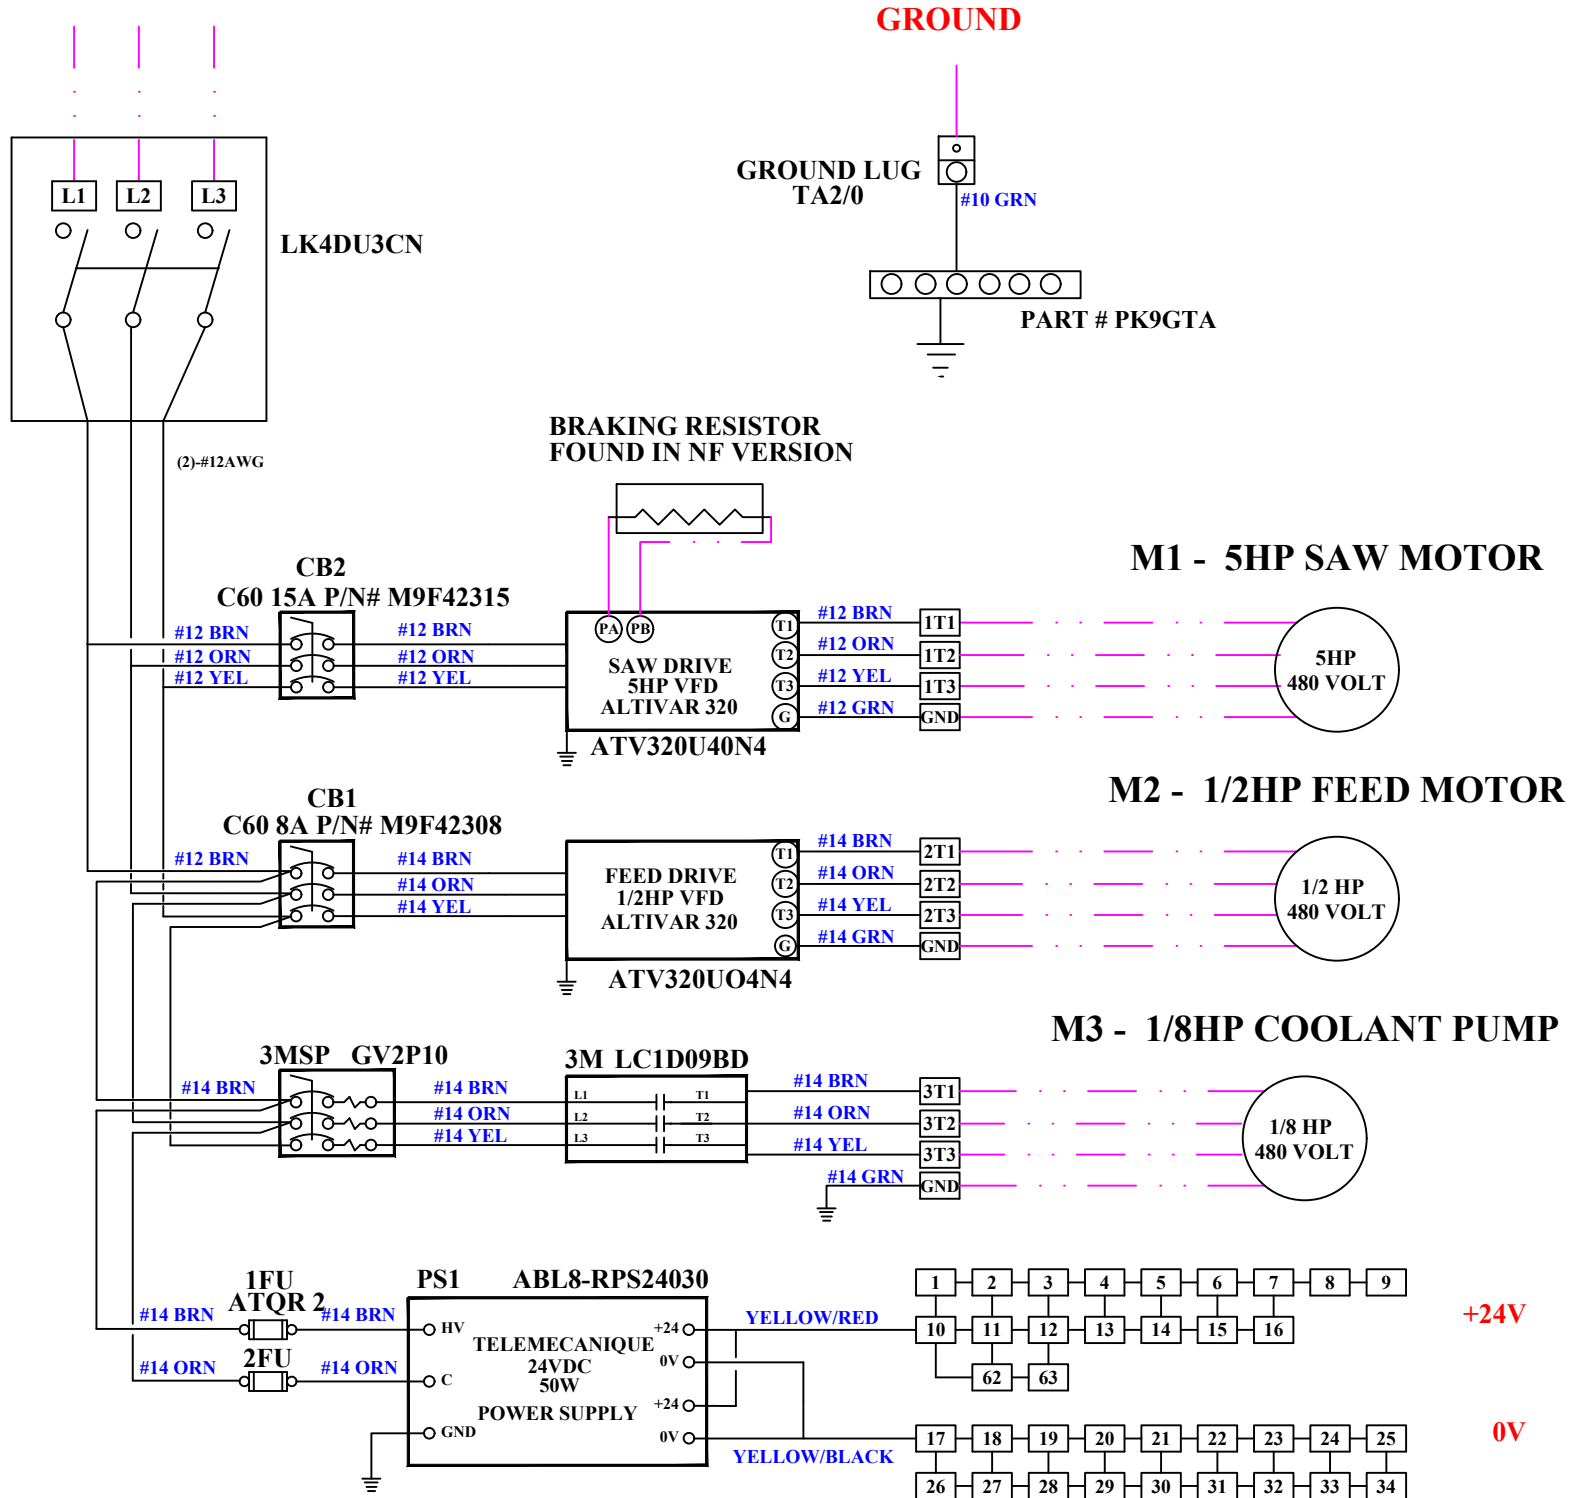 GROUND
L1 L2 L3
LK4DU3CN
GROUND LUG
TA2/0
#10 GRN
PART # PK9GTA
(2)-#12AWG
BRAKING RESISTOR
FOUND IN NF VERSION
M1 - 5HP SAW MOTOR
CB2
C60 15A P/N# M9F42315
#12 BRN
#12 ORN
#12 YEL
#12 BRN
#12 ORN
#12 YEL
PA PB
SAW DRIVE
5HP VFD
ALTIVAR 320
T1
T2
T3
G
ATV320U40N4
#12 BRN
#12 ORN
#12 YEL
#12 GRN
1T1
1T2
1T3
GND
5HP
480 VOLT
M2 - 1/2HP FEED MOTOR
CB1
C60 8A P/N# M9F42308
#12 BRN
#14 BRN
#14 ORN
#14 YEL
FEED DRIVE
1/2HP VFD
ALTIVAR 320
T1
T2
T3
G
ATV320UO4N4
#14 BRN
#14 ORN
#14 YEL
#14 GRN
2T1
2T2
2T3
GND
1/2 HP
480 VOLT
M3 - 1/8HP COOLANT PUMP
3MSP GV2P10
#14 BRN
#14 BRN
#14 ORN
#14 YEL
3M LC1D09BD
L1 T1
L2 T2
L3 T3
#14 BRN
#14 ORN
#14 YEL
#14 GRN
3T1
3T2
3T3
GND
1/8 HP
480 VOLT
1FU
ATQR 2
#14 BRN #14 BRN
2FU
#14 ORN #14 ORN
PS1 ABL8-RPS24030
HV
C
GND
TELEMECANIQUE
24VDC
50W
POWER SUPPLY
+24
0V
+24
0V
YELLOW/RED
YELLOW/BLACK
1 2 3 4 5 6 7 8 9
10 11 12 13 14 15 16
62 63
+24V
17 18 19 20 21 22 23 24 25
26 27 28 29 30 31 32 33 34
0V